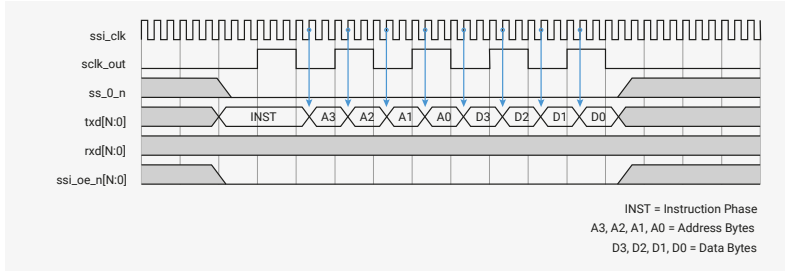 ssi_clk
sclk_out
ss_0_n
txd[N:0]
INST A3 A2 A1 A0 D3 D2 D1 D0
rxd[N:0]
ssi_oe_n[N:0]
INST = Instruction Phase
A3, A2, A1, A0 = Address Bytes
D3, D2, D1, D0 = Data Bytes